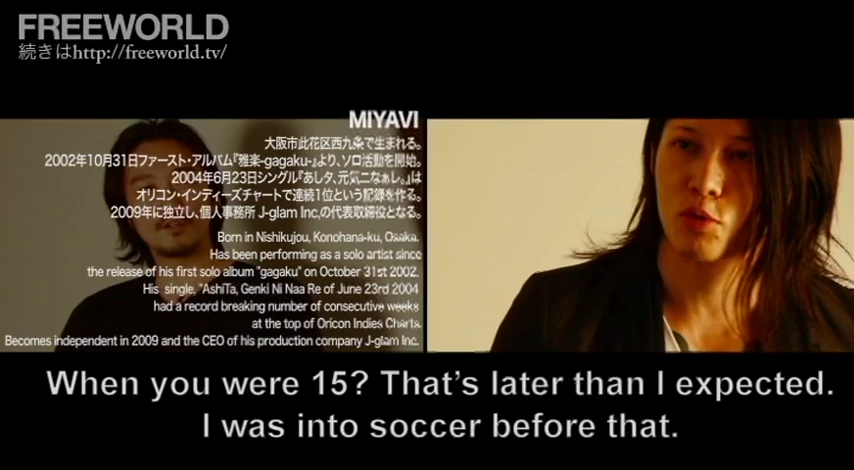 FREEWORLD
続きはhttp://freeworld.tv/
MIYAVI
大阪市此花区西九条で生まれる。
2002年10月31日ファースト・アルバム『雅楽-gagaku-』より、ソロ活動を開始。
2004年6月23日シングル『あしタ、元気ニなぁレ。』は
オリコン・インディーズチャートで連続1位という記録を作る。
2009年に独立し、個人事務所 J-glam Inc,の代表取締役となる。
Born in Nishikujou, Konohana-ku, Osaka.
Has been performing as a solo artist since
the release of his first solo album "gagaku" on October 31st 2002.
His single, "AshiTa, Genki Ni Naa Re of June 23rd 2004
had a record breaking number of consecutive weeks
at the top of Oricon Indies Charts.
Becomes independent in 2009 and the CEO of his production company J-glam Inc.
When you were 15? That's later than I expected.
I was into soccer before that.